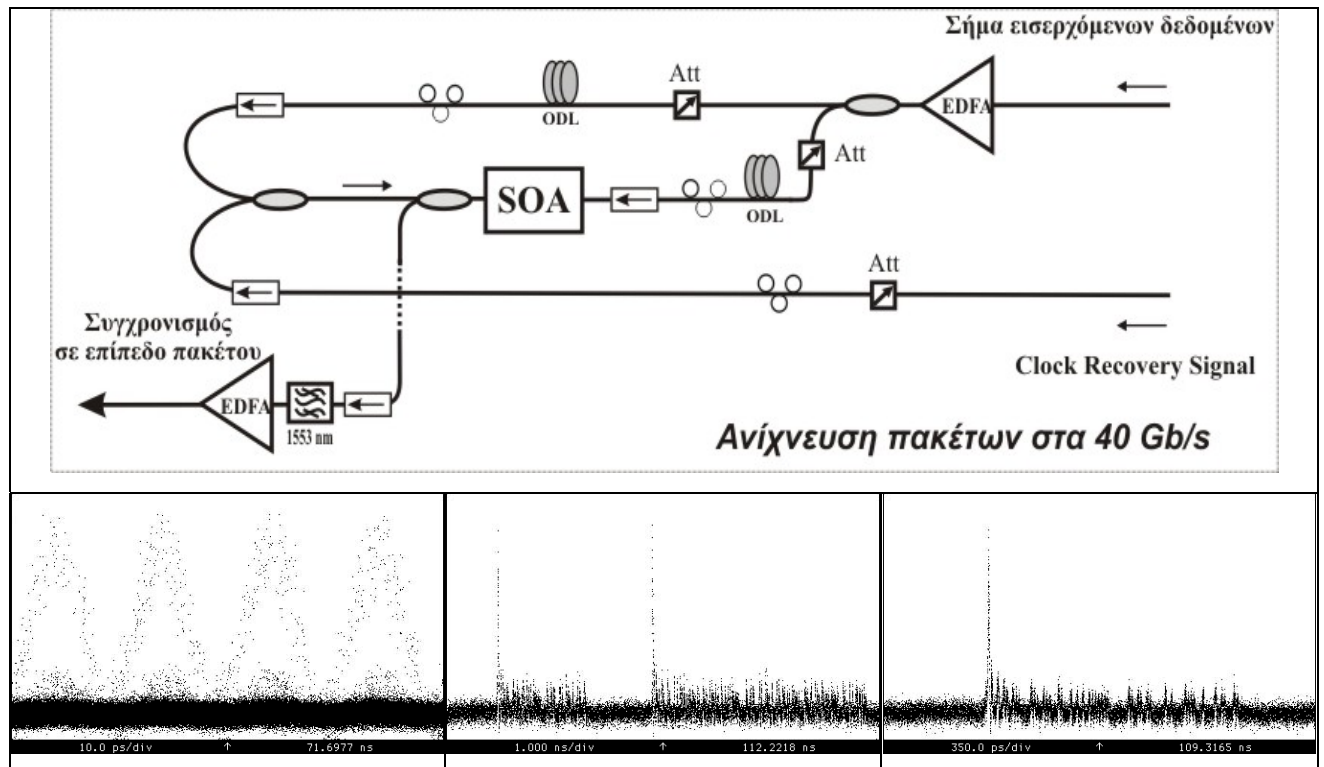 Σήμα εισερχόμενων δεδομένων
Att
ODL
EDFA
Att
SOA
ODL
Att
Συγχρονισμός
σε επίπεδο πακέτου
Clock Recovery Signal
EDFA
1553 nm
Ανίχνευση πακέτων στα 40 Gb/s
10.0 ps/div ↑ 71.6977 ns
1.000 ns/div ↑ 112.2218 ns
350.0 ps/div ↑ 109.3165 ns